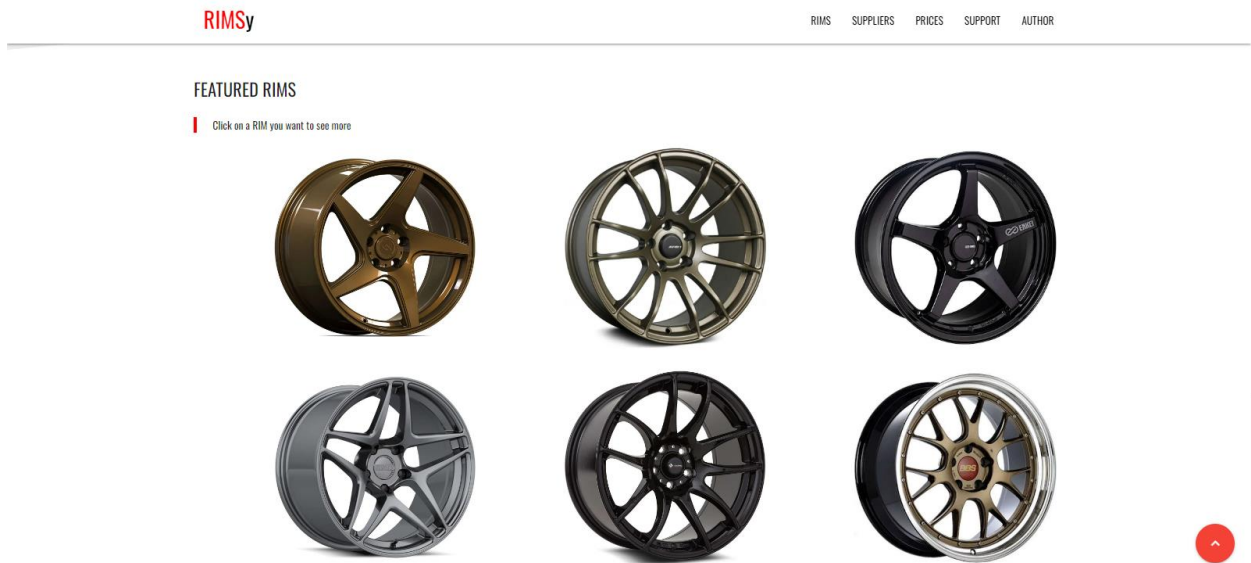 RIMSy
RIMS SUPPLIERS PRICES SUPPORT AUTHOR
FEATURED RIMS
Click on a RIM you want to see more
ENKEI
BBS